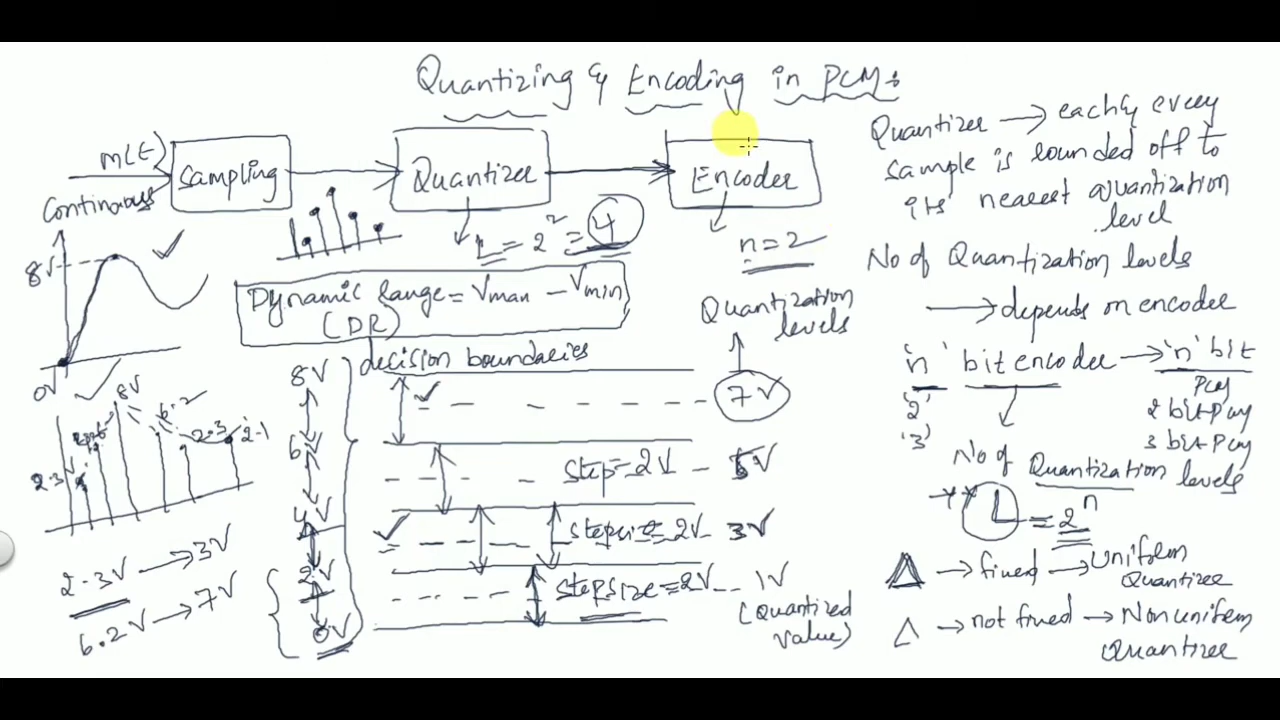 Quantizing & Encoding in PCM:
m(t)
Continuous
Sampling
Quantizer
Encoder
L = 2² = 4
n = 2
8V
0V
Dynamic Range = Vmax - Vmin
(DR)
Quantization
levels
decision boundaries
8V
6V
4V
2V
0V
7V
Step = 2V - 5V
Stepsize = 2V - 3V
Stepsize = 2V - 1V
(Quantized
value)
2.3V
8V
6.2
2.3
2.1
2.3V → 3V
6.2V → 7V
Quantizer → each & every
sample is rounded off to
its nearest quantization
level
No of Quantization levels
→ depends on encoder
'n' bit encoder → 'n' bit
PCM
'2' 2 bit PCM
'3' 3 bit PCM
No of Quantization levels
L = 2ⁿ
△ → fixed → Uniform
Quantizer
△ → not fixed → Nonuniform
Quantizer